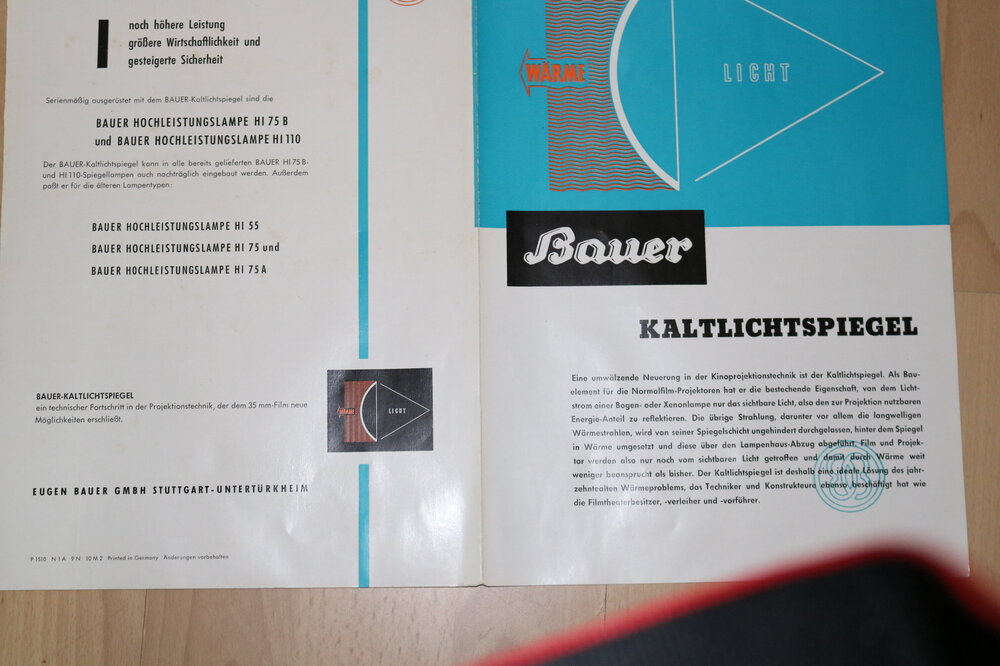 noch höhere Leistung
größere Wirtschaftlichkeit und
gesteigerte Sicherheit
Serienmäßig ausgerüstet mit dem BAUER-Kaltlichtspiegel sind die
BAUER HOCHLEISTUNGSLAMPE HI 75 B
und BAUER HOCHLEISTUNGSLAMPE HI 110
Der BAUER-Kaltlichtspiegel kann in alle bereits gelieferten BAUER HI 75 B-
und HI 110-Spiegellampen auch nachträglich eingebaut werden. Außerdem
paßt er für die älteren Lampentypen:
BAUER HOCHLEISTUNGSLAMPE HI 55
BAUER HOCHLEISTUNGSLAMPE HI 75 und
BAUER HOCHLEISTUNGSLAMPE HI 75 A
BAUER-KALTLICHTSPIEGEL
ein technischer Fortschritt in der Projektionstechnik, der dem 35 mm-Film neue
Möglichkeiten erschließt.
WÄRME LICHT
EUGEN BAUER GMBH STUTTGART-UNTERTÜRKHEIM
P 1510 N I A 9 N 10 M 2 Printed in Germany Änderungen vorbehalten
WÄRME LICHT
Bauer
KALTLICHTSPIEGEL
Eine umwälzende Neuerung in der Kinoprojektionstechnik ist der Kaltlichtspiegel. Als Bau-
element für die Normalfilm-Projektoren hat er die bestechende Eigenschaft, von dem Licht-
strom einer Bogen- oder Xenonlampe nur das sichtbare Licht, also den zur Projektion nutzbaren
Energie-Anteil zu reflektieren. Die übrige Strahlung, darunter vor allem die langwelligen
Wärmestrahlen, wird von seiner Spiegelschicht ungehindert durchgelassen, hinter dem Spiegel
in Wärme umgesetzt und diese über den Lampenhaus-Abzug abgeführt. Film und Projek-
tor werden also nur noch vom sichtbaren Licht getroffen und damit durch Wärme weit
weniger beansprucht als bisher. Der Kaltlichtspiegel ist deshalb eine ideale Lösung des jahr-
zehntealten Wärmeproblems, das Techniker und Konstrukteure ebenso beschäftigt hat wie
die Filmtheaterbesitzer, -verleiher und -vorführer.